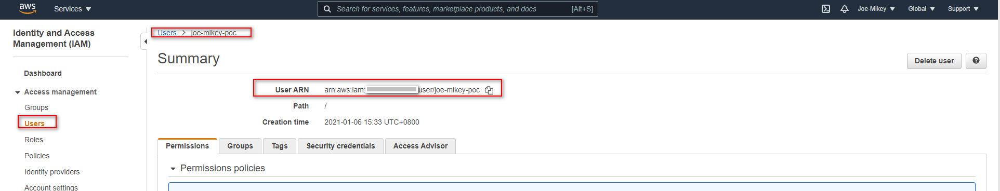 aws
Services
Search for services, features, marketplace products, and docs [Alt+S]
Joe-Mikey
Global
Support
Identity and Access
Management (IAM)
Dashboard
Access management
Groups
Users
Roles
Policies
Identity providers
Account settings
Users > joe-mikey-poc
Summary
Delete user
?
User ARN arn:aws:iam: user/joe-mikey-poc
Path /
Creation time 2021-01-06 15:33 UTC+0800
Permissions
Groups
Tags
Security credentials
Access Advisor
Permissions policies